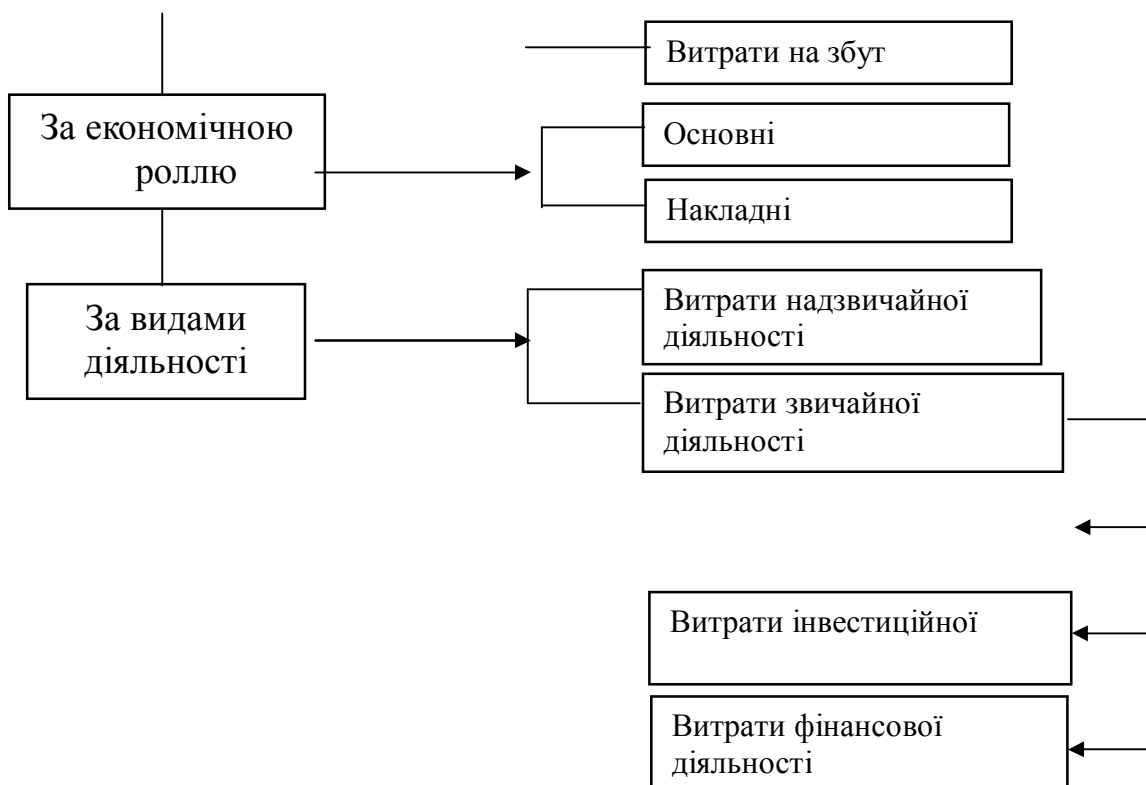 Витрати на збут
За економічною
роллю
Основні
Накладні
За видами
діяльності
Витрати надзвичайної
діяльності
Витрати звичайної
діяльності
Витрати інвестиційної
Витрати фінансової
діяльності